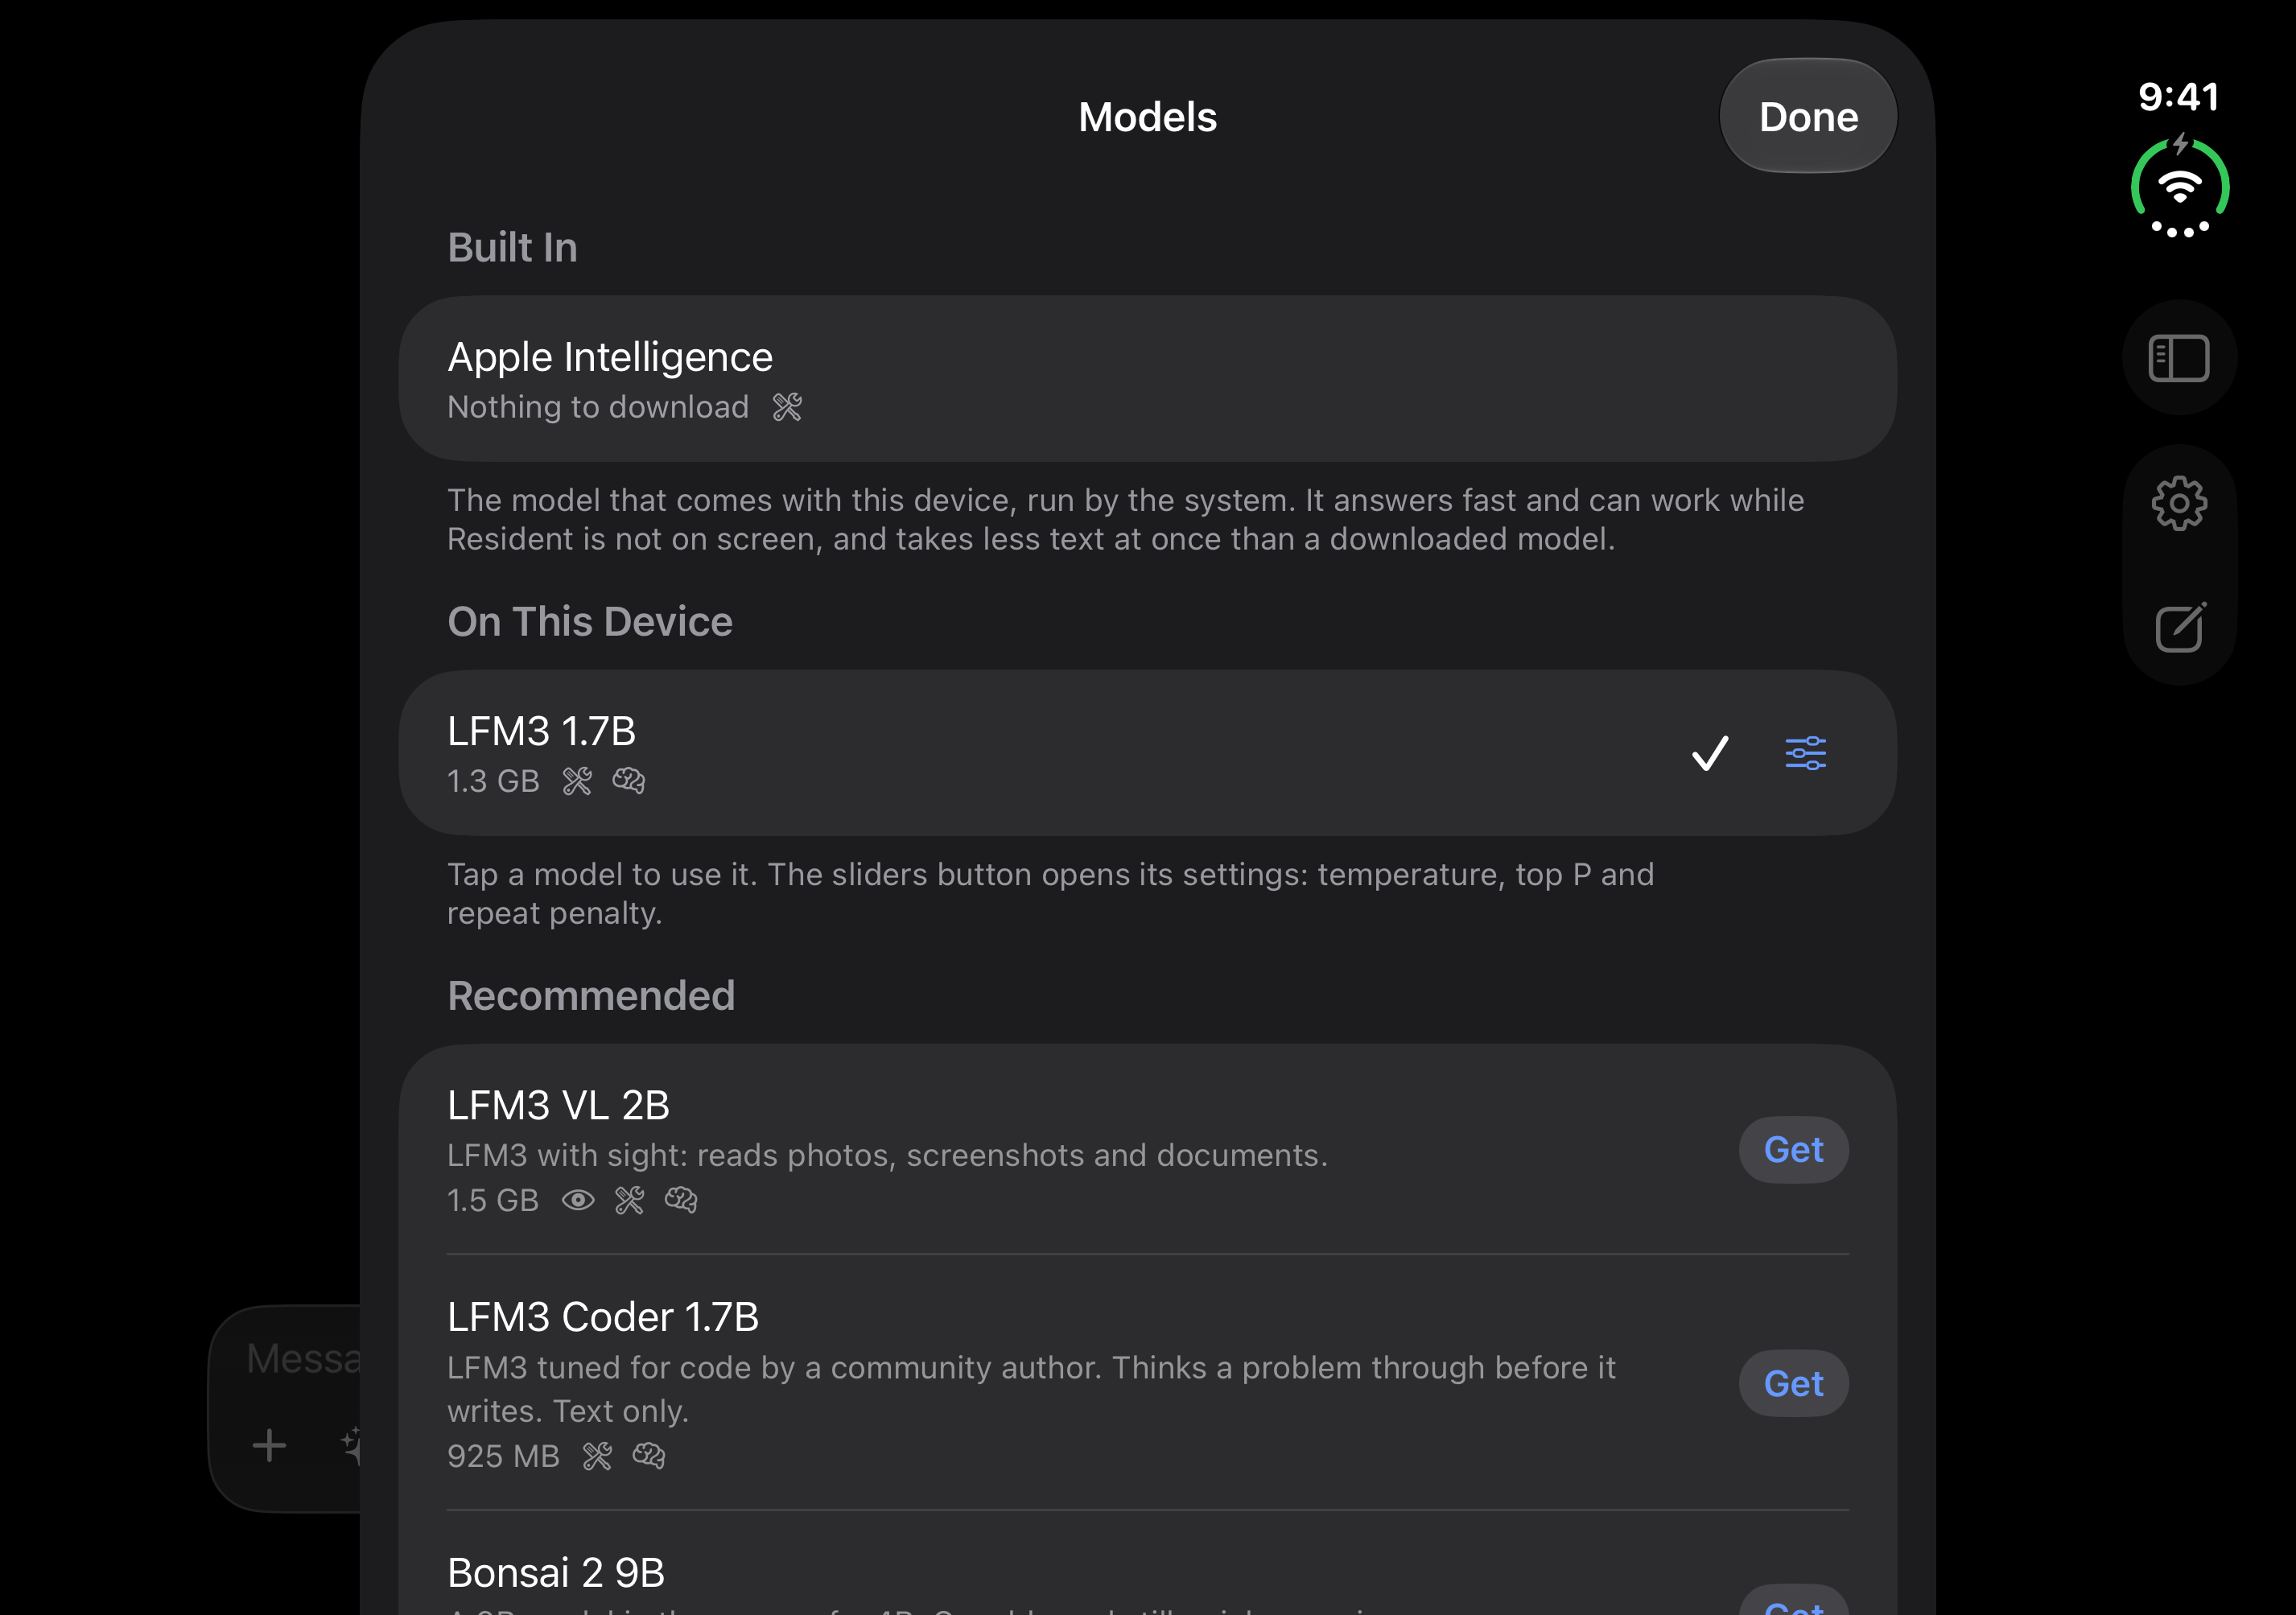 Models
Done
9:41
Built In
Apple Intelligence
Nothing to download
The model that comes with this device, run by the system. It answers fast and can work while
Resident is not on screen, and takes less text at once than a downloaded model.
On This Device
LFM3 1.7B
1.3 GB
Tap a model to use it. The sliders button opens its settings: temperature, top P and
repeat penalty.
Recommended
LFM3 VL 2B
LFM3 with sight: reads photos, screenshots and documents.
1.5 GB
Get
LFM3 Coder 1.7B
LFM3 tuned for code by a community author. Thinks a problem through before it
writes. Text only.
925 MB
Get
Messa
Bonsai 2 9B
Get